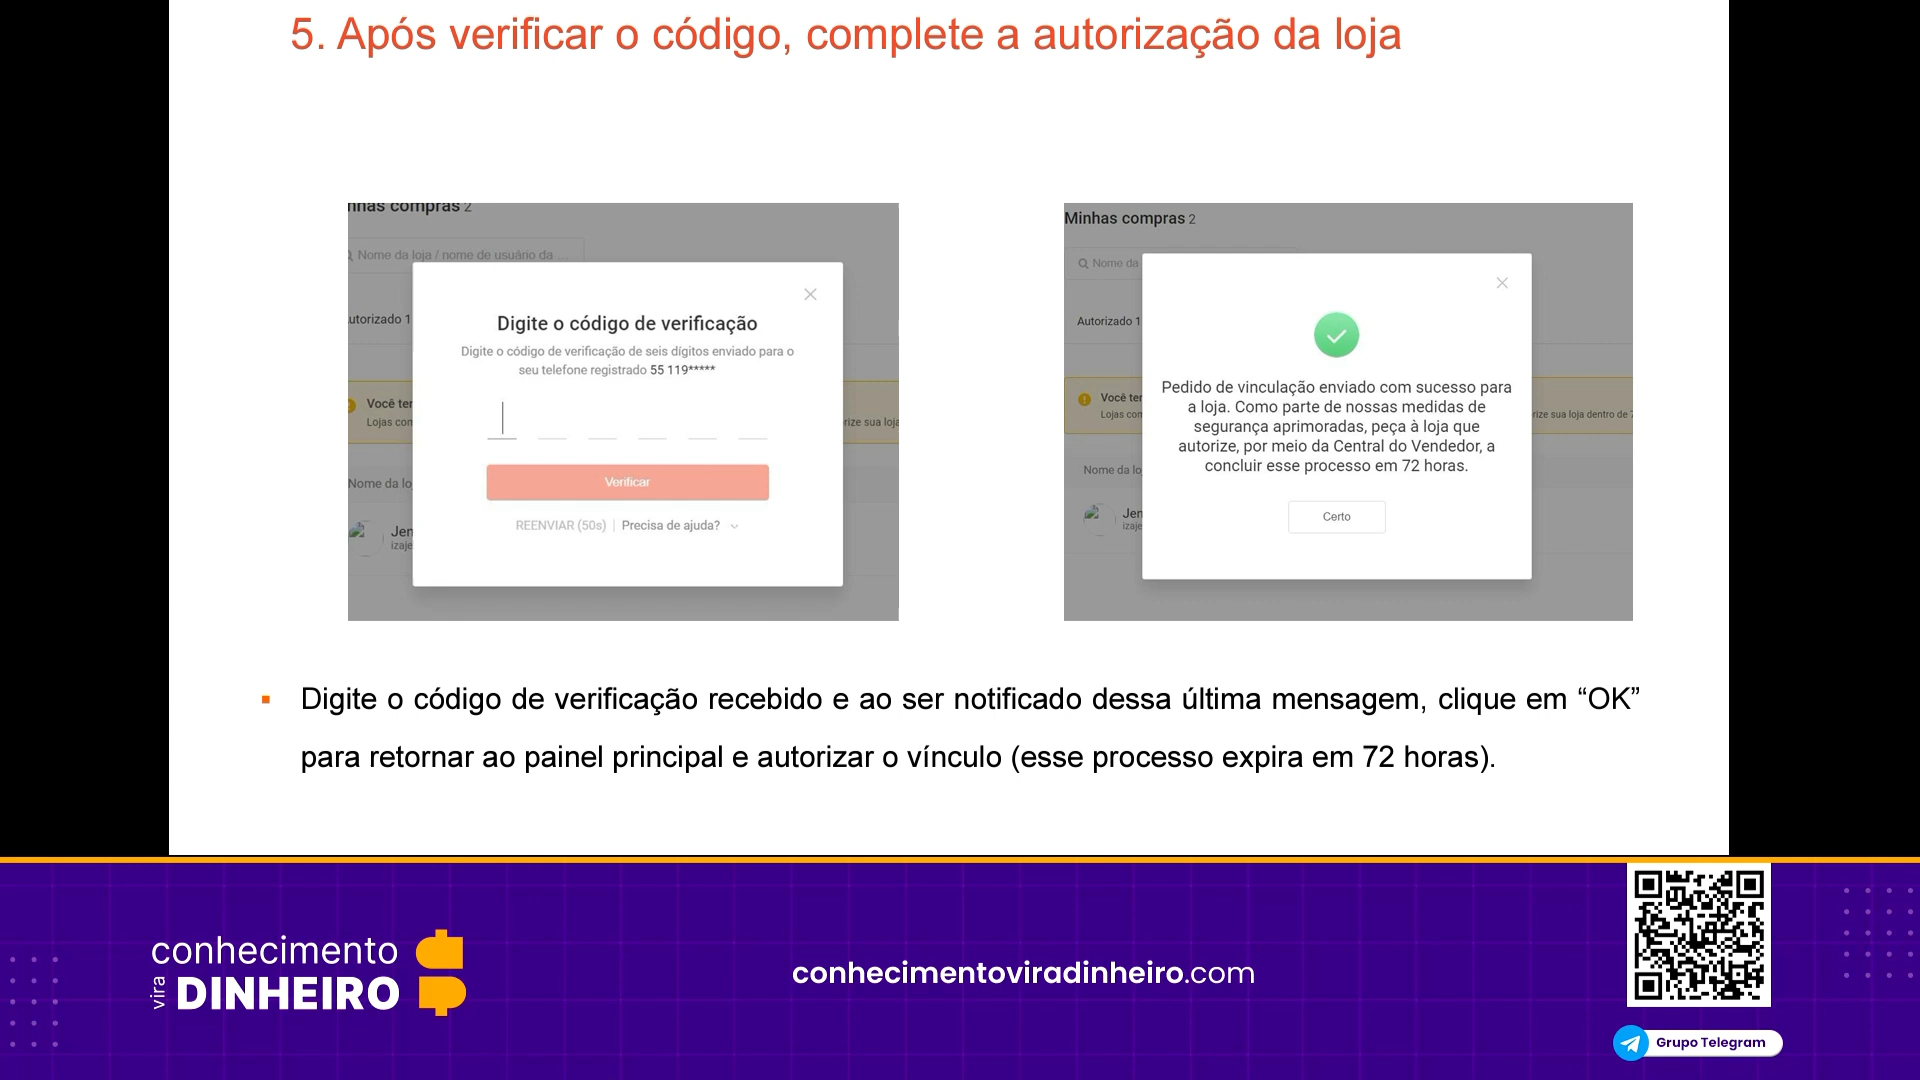 5. Após verificar o código, complete a autorização da loja
Minhas compras 2
Nome da loja / nome de usuário da ...
Autorizado 1
Você ter
Lojas con
rize sua loja
Nome da lo
Jen
izaje
Digite o código de verificação
Digite o código de verificação de seis dígitos enviado para o
seu telefone registrado 55 119*****
Verificar
REENVIAR (50s) | Precisa de ajuda?
Minhas compras 2
Nome da
Autorizado 1
Você ter
Lojas con
rize sua loja dentro de 7
Nome da lo
Jen
izaje
Pedido de vinculação enviado com sucesso para
a loja. Como parte de nossas medidas de
segurança aprimoradas, peça à loja que
autorize, por meio da Central do Vendedor, a
concluir esse processo em 72 horas.
Certo
▪ Digite o código de verificação recebido e ao ser notificado dessa última mensagem, clique em “OK”
para retornar ao painel principal e autorizar o vínculo (esse processo expira em 72 horas).
conhecimento
vira DINHEIRO
conhecimentoviradinheiro.com
Grupo Telegram